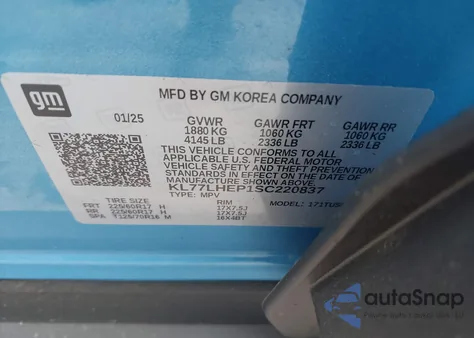 gm
MFD BY GM KOREA COMPANY
01/25
GVWR GAWR FRT GAWR RR
1880 KG 1060 KG 1060 KG
4145 LB 2336 LB 2336 LB
THIS VEHICLE CONFORMS TO ALL
APPLICABLE U.S. FEDERAL MOTOR
VEHICLE SAFETY AND THEFT PREVENTION
STANDARDS IN EFFECT ON THE DATE OF
MANUFACTURE SHOWN ABOVE.
KL77LHEP1SC220837
TYPE: MPV MODEL:
TIRE SIZE RIM
FRT 225/60R17 H 17X7.5J
RR 225/60R17 H 17X7.5J
SPA T125/70R16 M 16X4BT
autoSnap